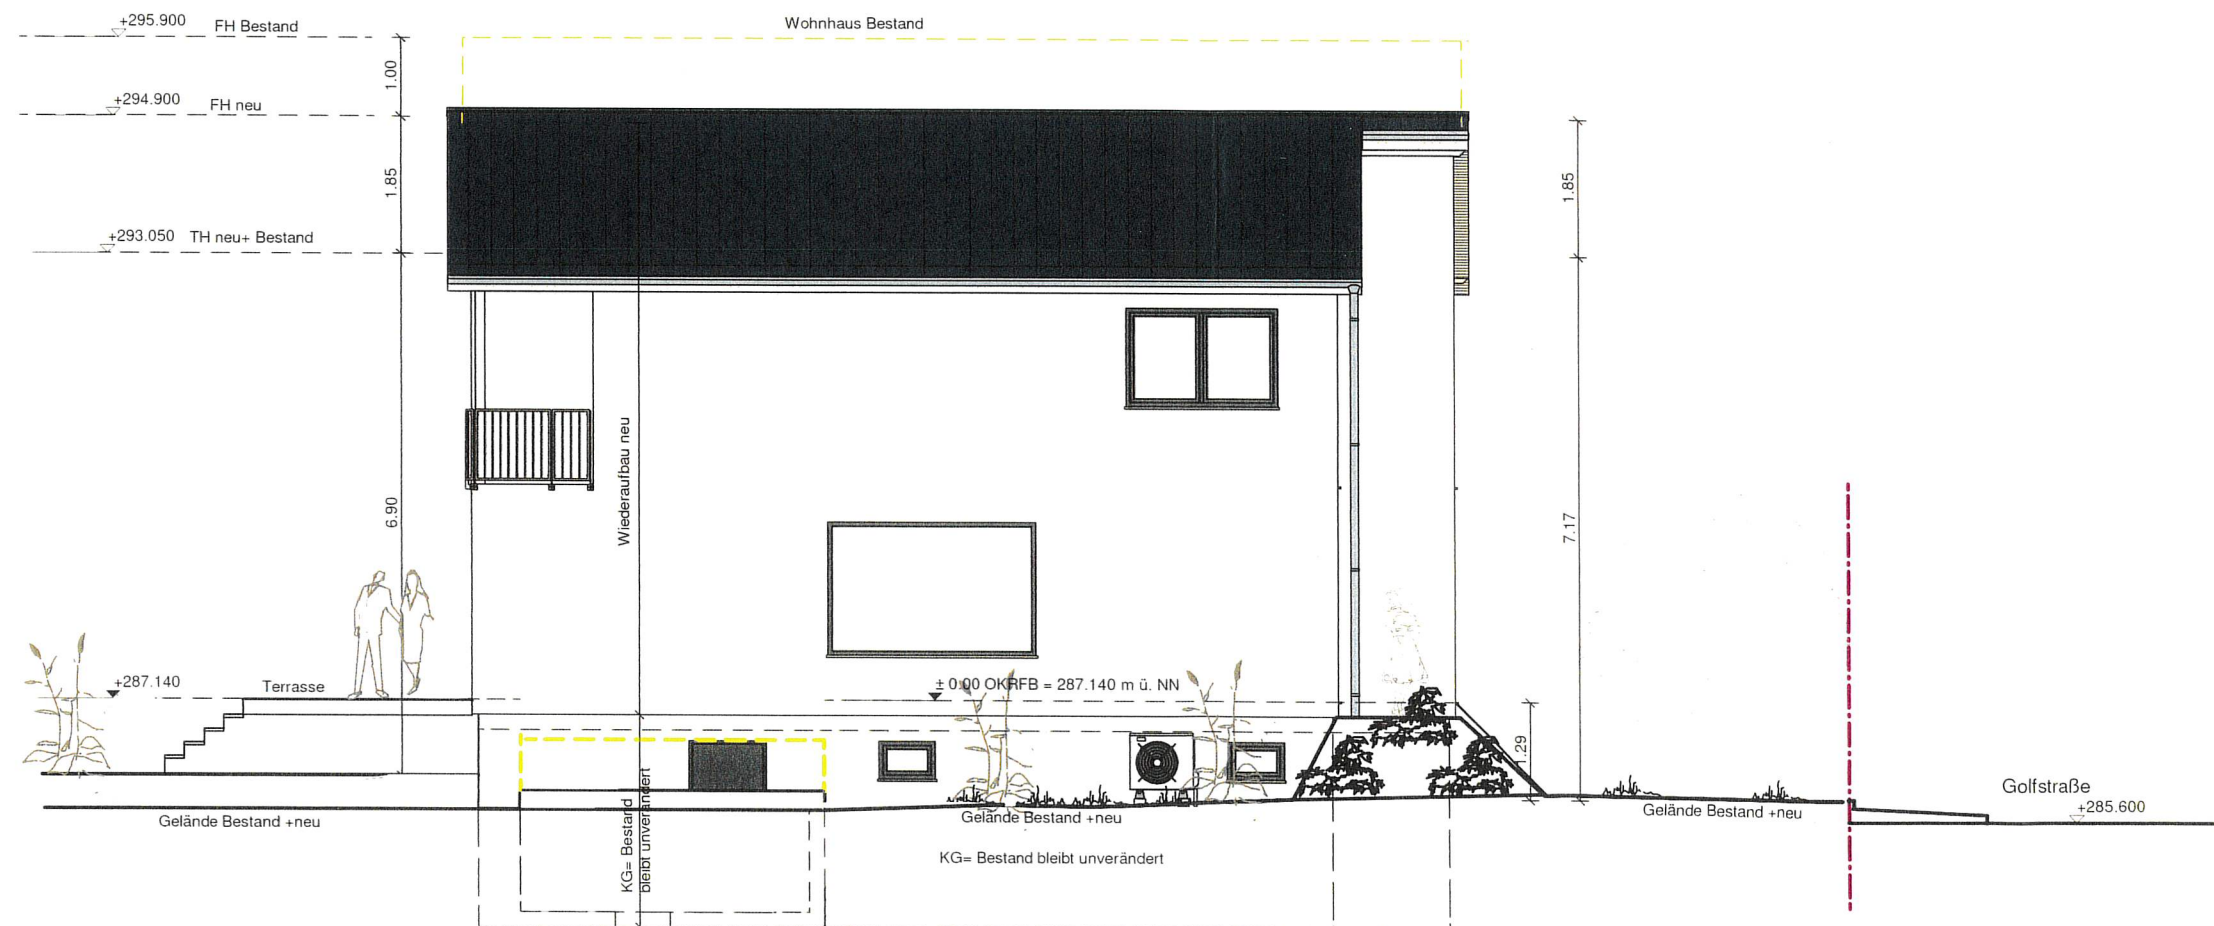 Wohnhaus Bestand
+295.900 FH Bestand
1.00
+294.900 FH neu
1.85
1.85
+293.050 TH neu+ Bestand
Wiederaufbau neu
6.90
7.17
+287.140 Terrasse
± 0.00 OKRFB = 287.140 m ü. NN
1.29
KG= Bestand
bleibt unverändert
Golfstraße
+285.600
Gelände Bestand +neu
Gelände Bestand +neu
Gelände Bestand +neu
KG= Bestand bleibt unverändert